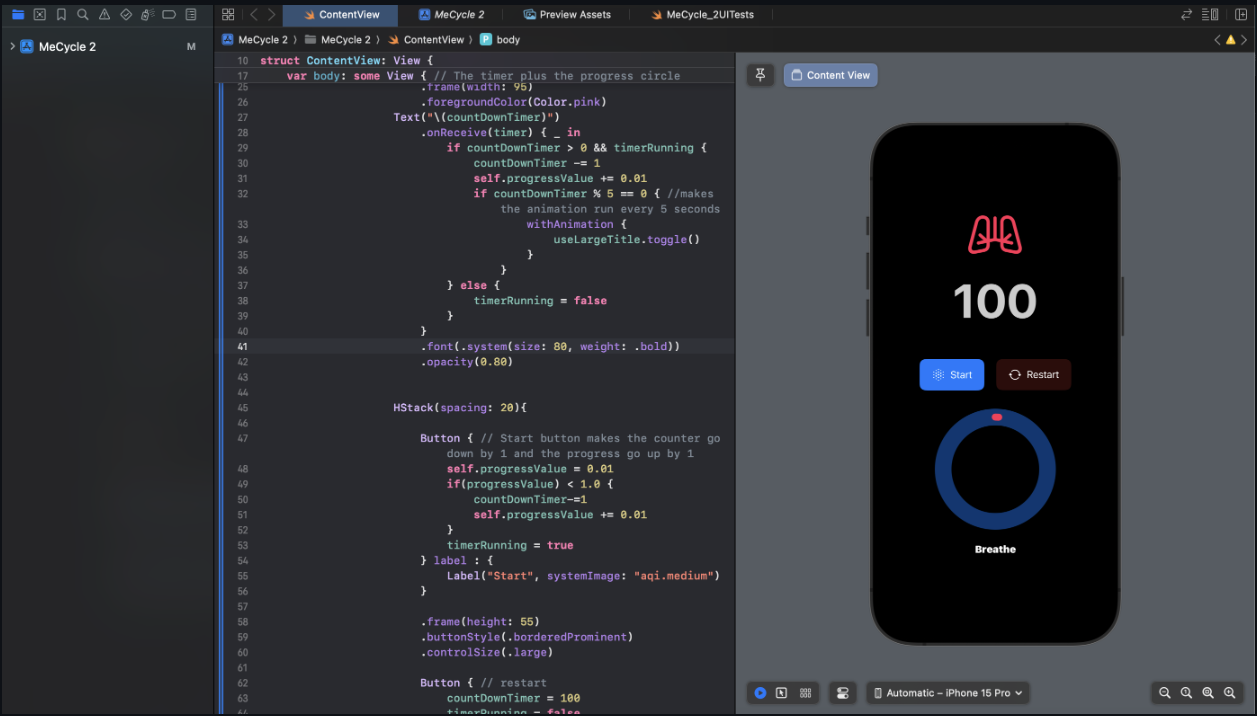 ContentView
MeCycle 2
Preview Assets
MeCycle_2UITests
MeCycle 2
M
MeCycle 2 〉 MeCycle 2 〉 ContentView 〉 P body
10 struct ContentView: View {
17 var body: some View { // The timer plus the progress circle
25 .frame(width: 95)
26 .foregroundColor(Color.pink)
27 Text("\(countDownTimer)")
28 .onReceive(timer) { _ in
29 if countDownTimer > 0 && timerRunning {
30 countDownTimer -= 1
31 self.progressValue += 0.01
32 if countDownTimer % 5 == 0 { //makes
the animation run every 5 seconds
33 withAnimation {
34 useLargeTitle.toggle()
35 }
36 }
37 } else {
38 timerRunning = false
39 }
40 }
41 .font(.system(size: 80, weight: .bold))
42 .opacity(0.80)
43
44
45 HStack(spacing: 20){
46
47 Button { // Start button makes the counter go
down by 1 and the progress go up by 1
48 self.progressValue = 0.01
49 if(progressValue) < 1.0 {
50 countDownTimer-=1
51 self.progressValue += 0.01
52 }
53 timerRunning = true
54 } label : {
55 Label("Start", systemImage: "aqi.medium")
56 }
57
58 .frame(height: 55)
59 .buttonStyle(.borderedProminent)
60 .controlSize(.large)
61
62 Button { // restart
63 countDownTimer = 100
64 timerRunning = false
Content View
100
Start
Restart
Breathe
Automatic – iPhone 15 Pro